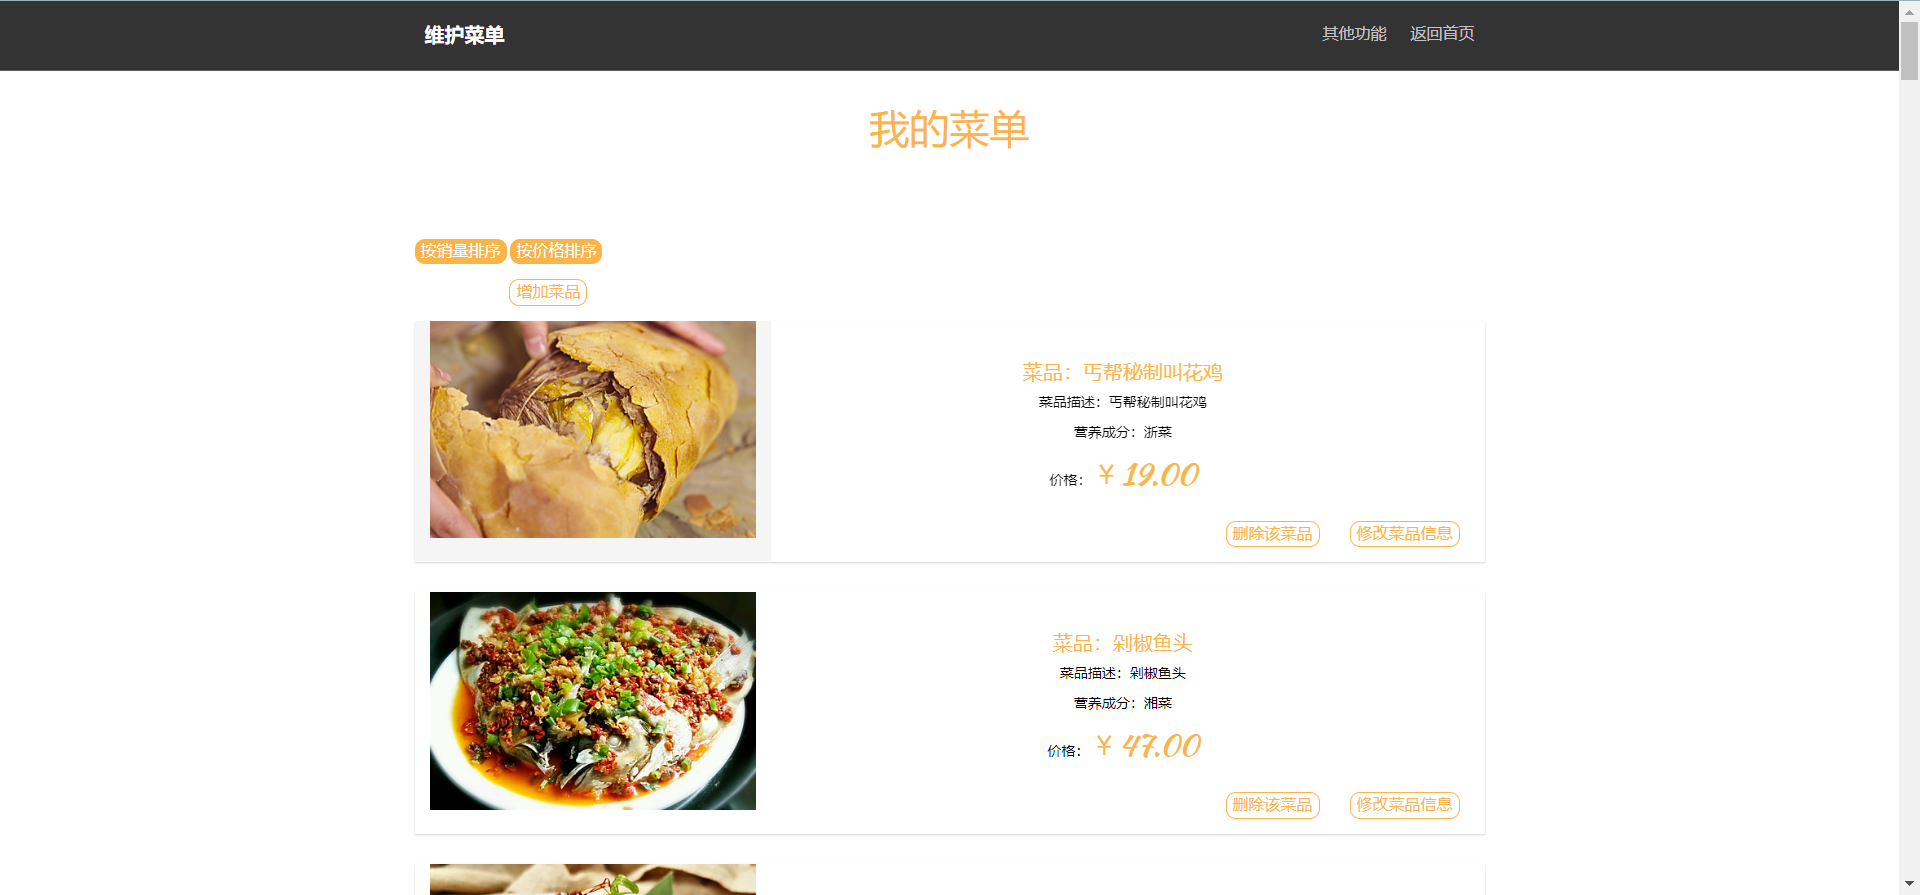 维护菜单
其他功能 返回首页
我的菜单
按销量排序 按价格排序
增加菜品
菜品：丐帮秘制叫花鸡
菜品描述：丐帮秘制叫花鸡
营养成分：浙菜
价格：￥19.00
删除该菜品 修改菜品信息
菜品：剁椒鱼头
菜品描述：剁椒鱼头
营养成分：湘菜
价格：￥47.00
删除该菜品 修改菜品信息